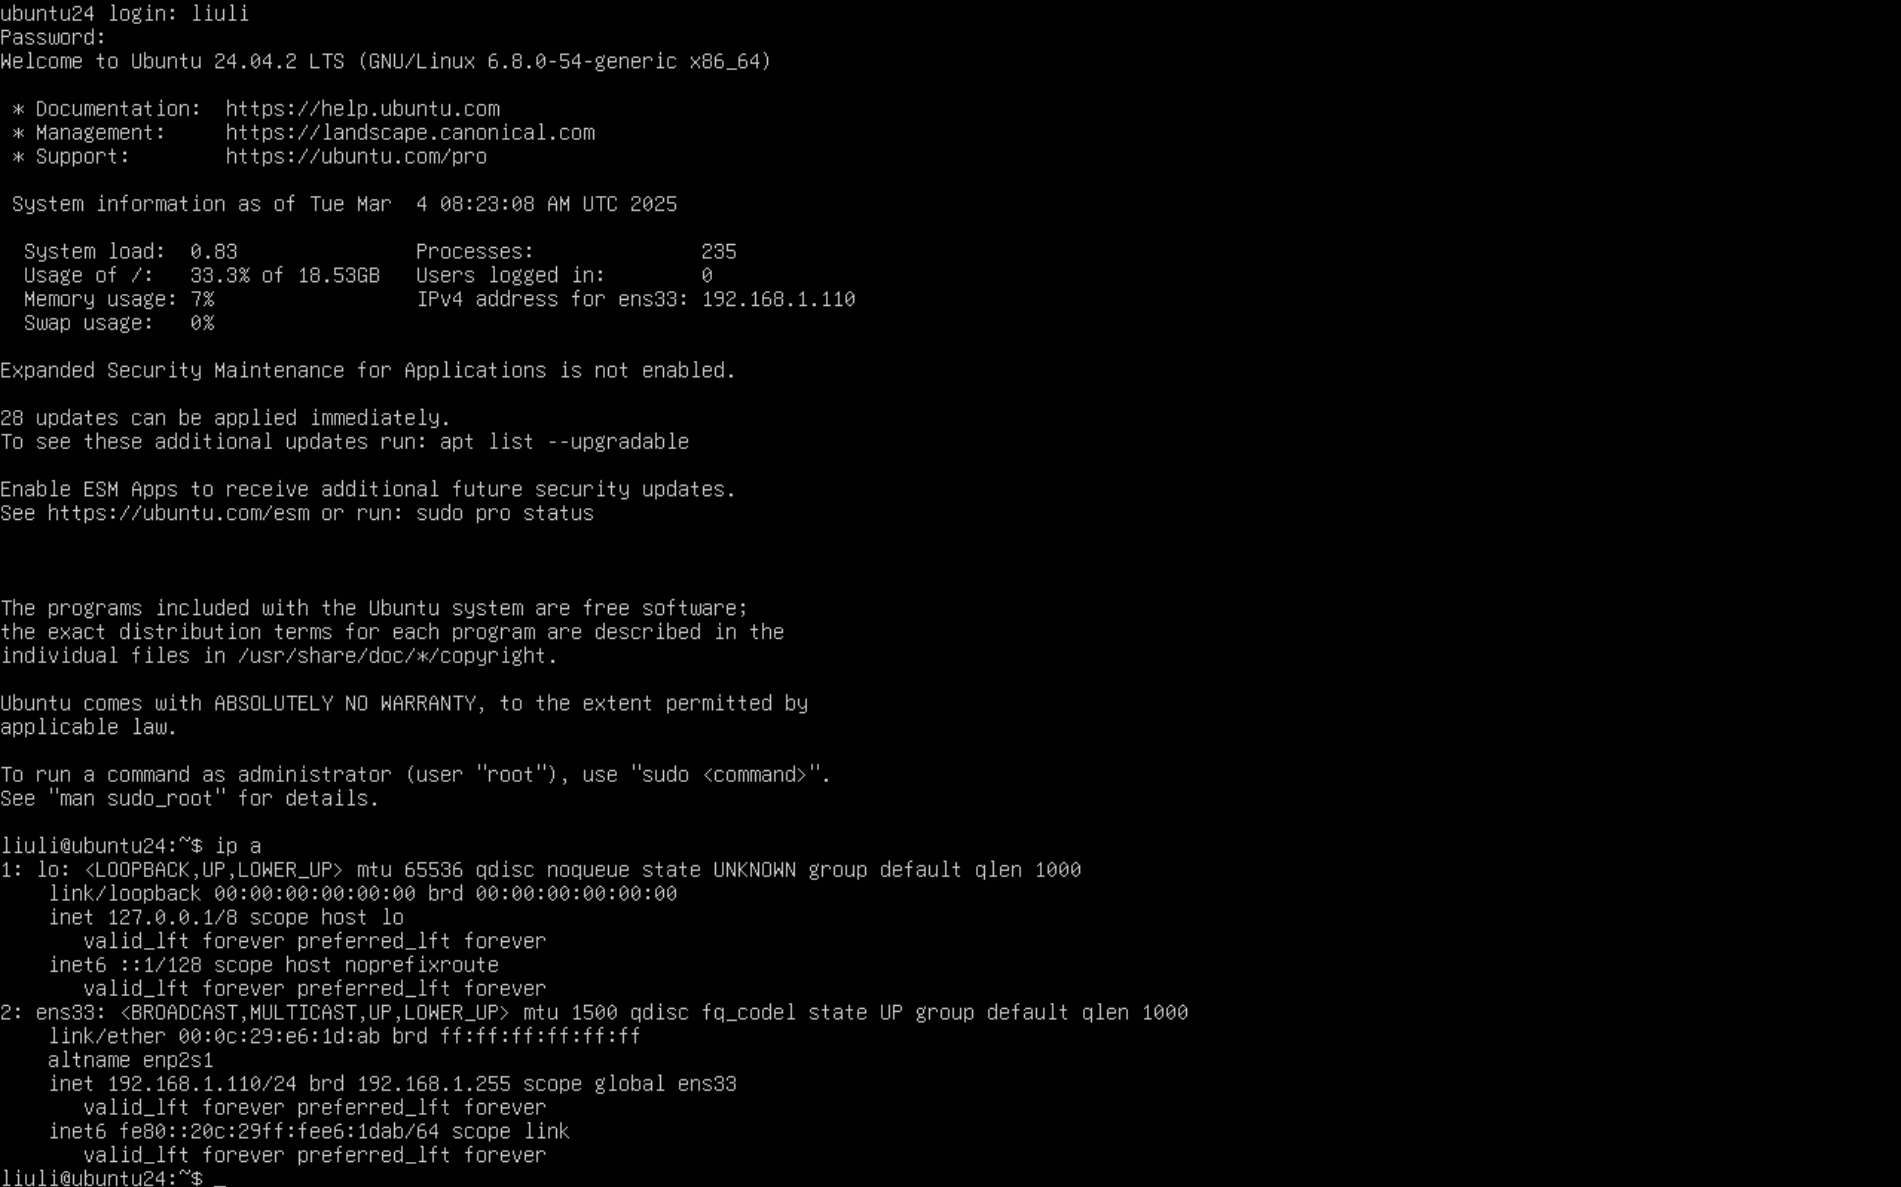 ubuntu24 login: liuli
Password:
Welcome to Ubuntu 24.04.2 LTS (GNU/Linux 6.8.0-54-generic x86_64)
* Documentation:  https://help.ubuntu.com
* Management:     https://landscape.canonical.com
* Support:        https://ubuntu.com/pro
System information as of Tue Mar  4 08:23:08 AM UTC 2025
System load:  0.83               Processes:              235
Usage of /:   33.3% of 18.53GB   Users logged in:        0
Memory usage: 7%                 IPv4 address for ens33: 192.168.1.110
Swap usage:   0%
Expanded Security Maintenance for Applications is not enabled.
28 updates can be applied immediately.
To see these additional updates run: apt list --upgradable
Enable ESM Apps to receive additional future security updates.
See https://ubuntu.com/esm or run: sudo pro status
The programs included with the Ubuntu system are free software;
the exact distribution terms for each program are described in the
individual files in /usr/share/doc/*/copyright.
Ubuntu comes with ABSOLUTELY NO WARRANTY, to the extent permitted by
applicable law.
To run a command as administrator (user "root"), use "sudo <command>".
See "man sudo_root" for details.
liuli@ubuntu24:~$ ip a
1: lo: <LOOPBACK,UP,LOWER_UP> mtu 65536 qdisc noqueue state UNKNOWN group default qlen 1000
link/loopback 00:00:00:00:00:00 brd 00:00:00:00:00:00
inet 127.0.0.1/8 scope host lo
valid_lft forever preferred_lft forever
inet6 ::1/128 scope host noprefixroute
valid_lft forever preferred_lft forever
2: ens33: <BROADCAST,MULTICAST,UP,LOWER_UP> mtu 1500 qdisc fq_codel state UP group default qlen 1000
link/ether 00:0c:29:e6:1d:ab brd ff:ff:ff:ff:ff:ff
altname enp2s1
inet 192.168.1.110/24 brd 192.168.1.255 scope global ens33
valid_lft forever preferred_lft forever
inet6 fe80::20c:29ff:fee6:1dab/64 scope link
valid_lft forever preferred_lft forever
liuli@ubuntu24:~$ _